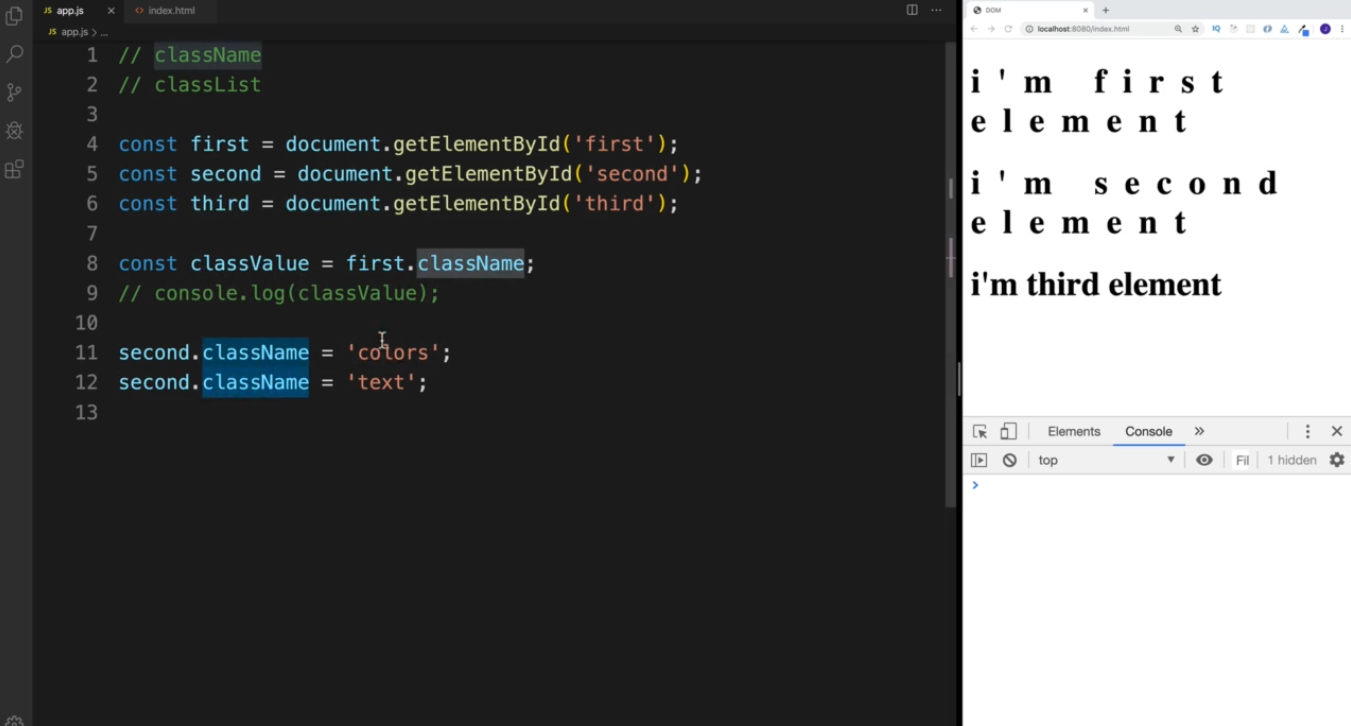 app.js
index.html
app.js > ...
1 // className
2 // classList
3
4 const first = document.getElementById('first');
5 const second = document.getElementById('second');
6 const third = document.getElementById('third');
7
8 const classValue = first.className;
9 // console.log(classValue);
10
11 second.className = 'colors';
12 second.className = 'text';
13
DOM
localhost:8080/index.html
i'm first
element
i'm second
element
i'm third element
Elements Console
top Fil 1 hidden